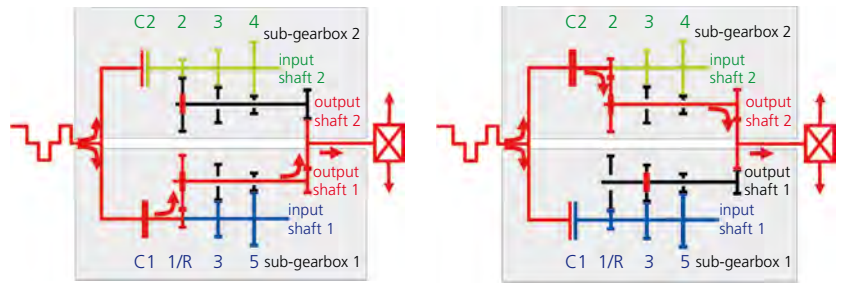 C2 2 3 4 sub-gearbox 2
input
shaft 2
output
shaft 2
output
shaft 1
input
shaft 1
C1 1/R 3 5 sub-gearbox 1
C2 2 3 4 sub-gearbox 2
input
shaft 2
output
shaft 2
output
shaft 1
input
shaft 1
C1 1/R 3 5 sub-gearbox 1